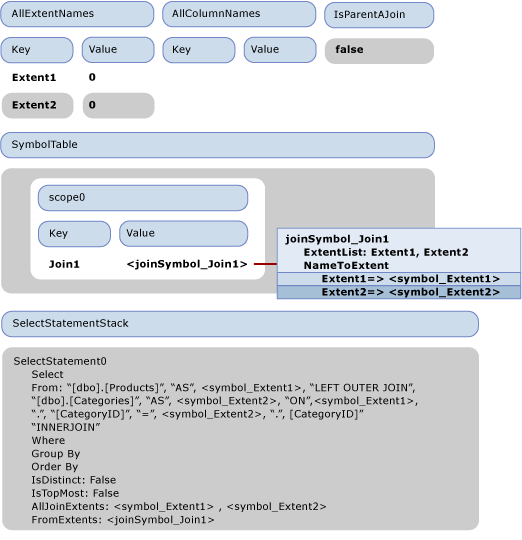 AllExtentNames AllColumnNames IsParentAJoin
Key Value Key Value false
Extent1 0
Extent2 0
SymbolTable
scope0
Key Value
Join1 <joinSymbol_Join1>
joinSymbol_Join1
ExtentList: Extent1, Extent2
NameToExtent
Extent1=> <symbol_Extent1>
Extent2=> <symbol_Extent2>
SelectStatementStack
SelectStatement0
Select
From: “[dbo].[Products]”, “AS”, <symbol_Extent1>, “LEFT OUTER JOIN”,
“[dbo].[Categories]”, “AS”, <symbol_Extent2>, “ON”,<symbol_Extent1>,
“.”, “[CategoryID]”, “=”, <symbol_Extent2>, “.”, [CategoryID]”
“INNERJOIN”
Where
Group By
Order By
IsDistinct: False
IsTopMost: False
AllJoinExtents: <symbol_Extent1> , <symbol_Extent2>
FromExtents: <joinSymbol_Join1>